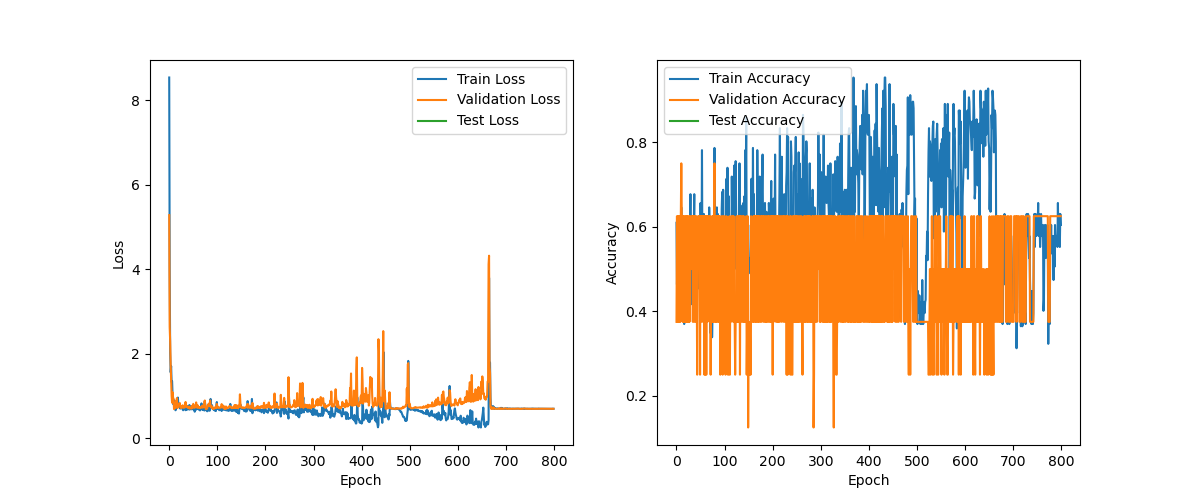 Train Loss
Validation Loss
Test Loss
8
6
4
2
0
Loss
0 100 200 300 400 500 600 700 800
Epoch
Train Accuracy
Validation Accuracy
Test Accuracy
0.8
0.6
0.4
0.2
Accuracy
0 100 200 300 400 500 600 700 800
Epoch